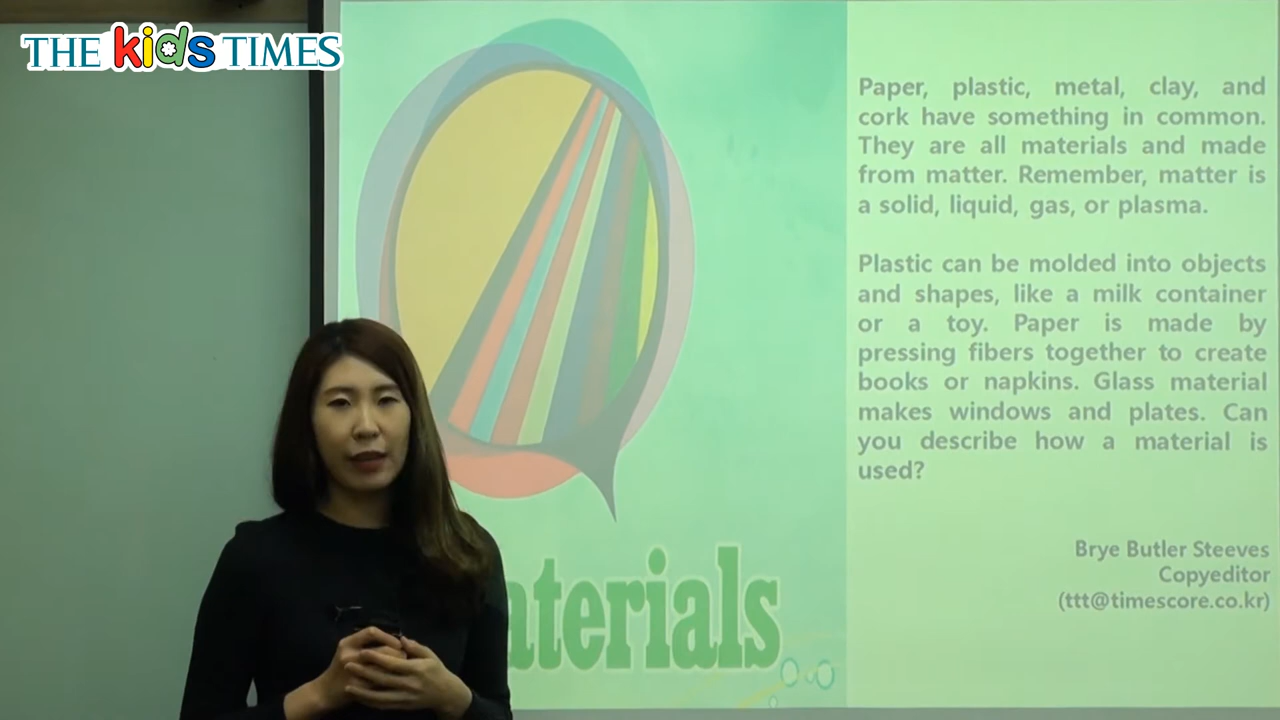 THE kids TIMES
Paper, plastic, metal, clay, and
cork have something in common.
They are all materials and made
from matter. Remember, matter is
a solid, liquid, gas, or plasma.
Plastic can be molded into objects
and shapes, like a milk container
or a toy. Paper is made by
pressing fibers together to create
books or napkins. Glass material
makes windows and plates. Can
you describe how a material is
used?
Brye Butler Steeves
Copyeditor
(ttt@timescore.co.kr)
aterials